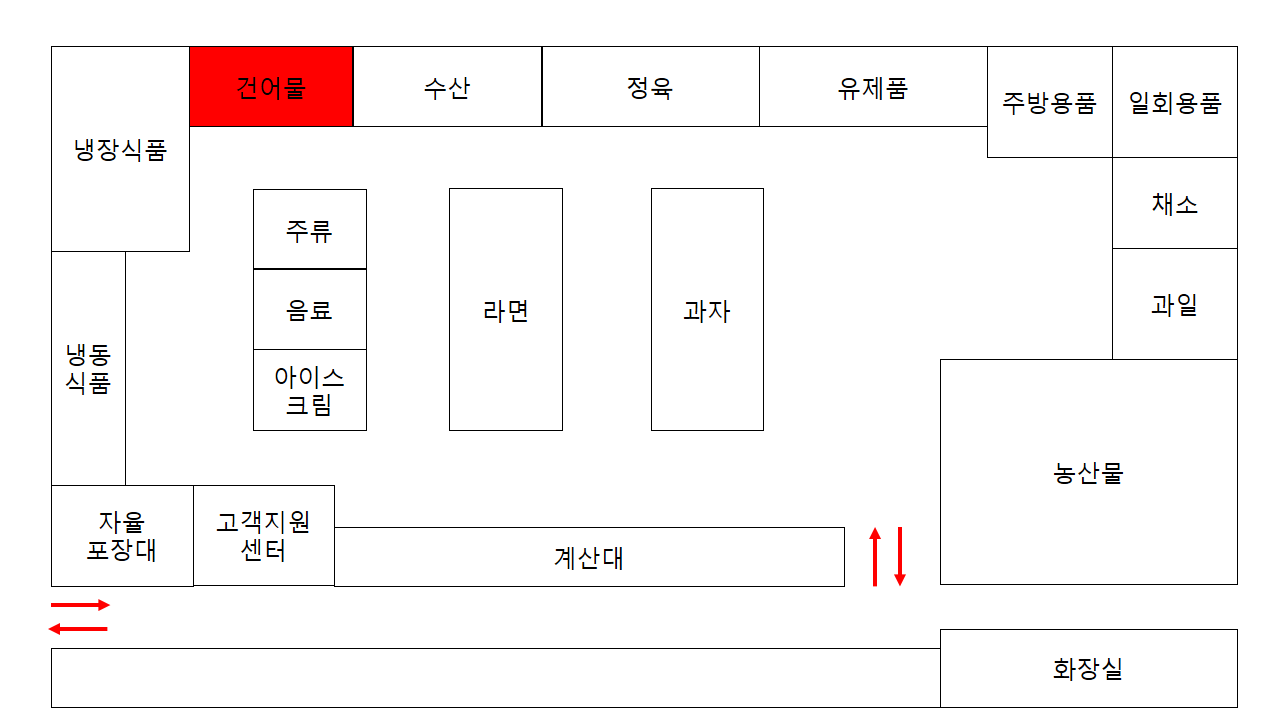 건어물
수산
정육
유제품
주방용품
일회용품
냉장식품
채소
주류
과일
음료
라면
과자
냉동
식품
아이스
크림
농산물
자율
포장대
고객지원
센터
계산대
화장실